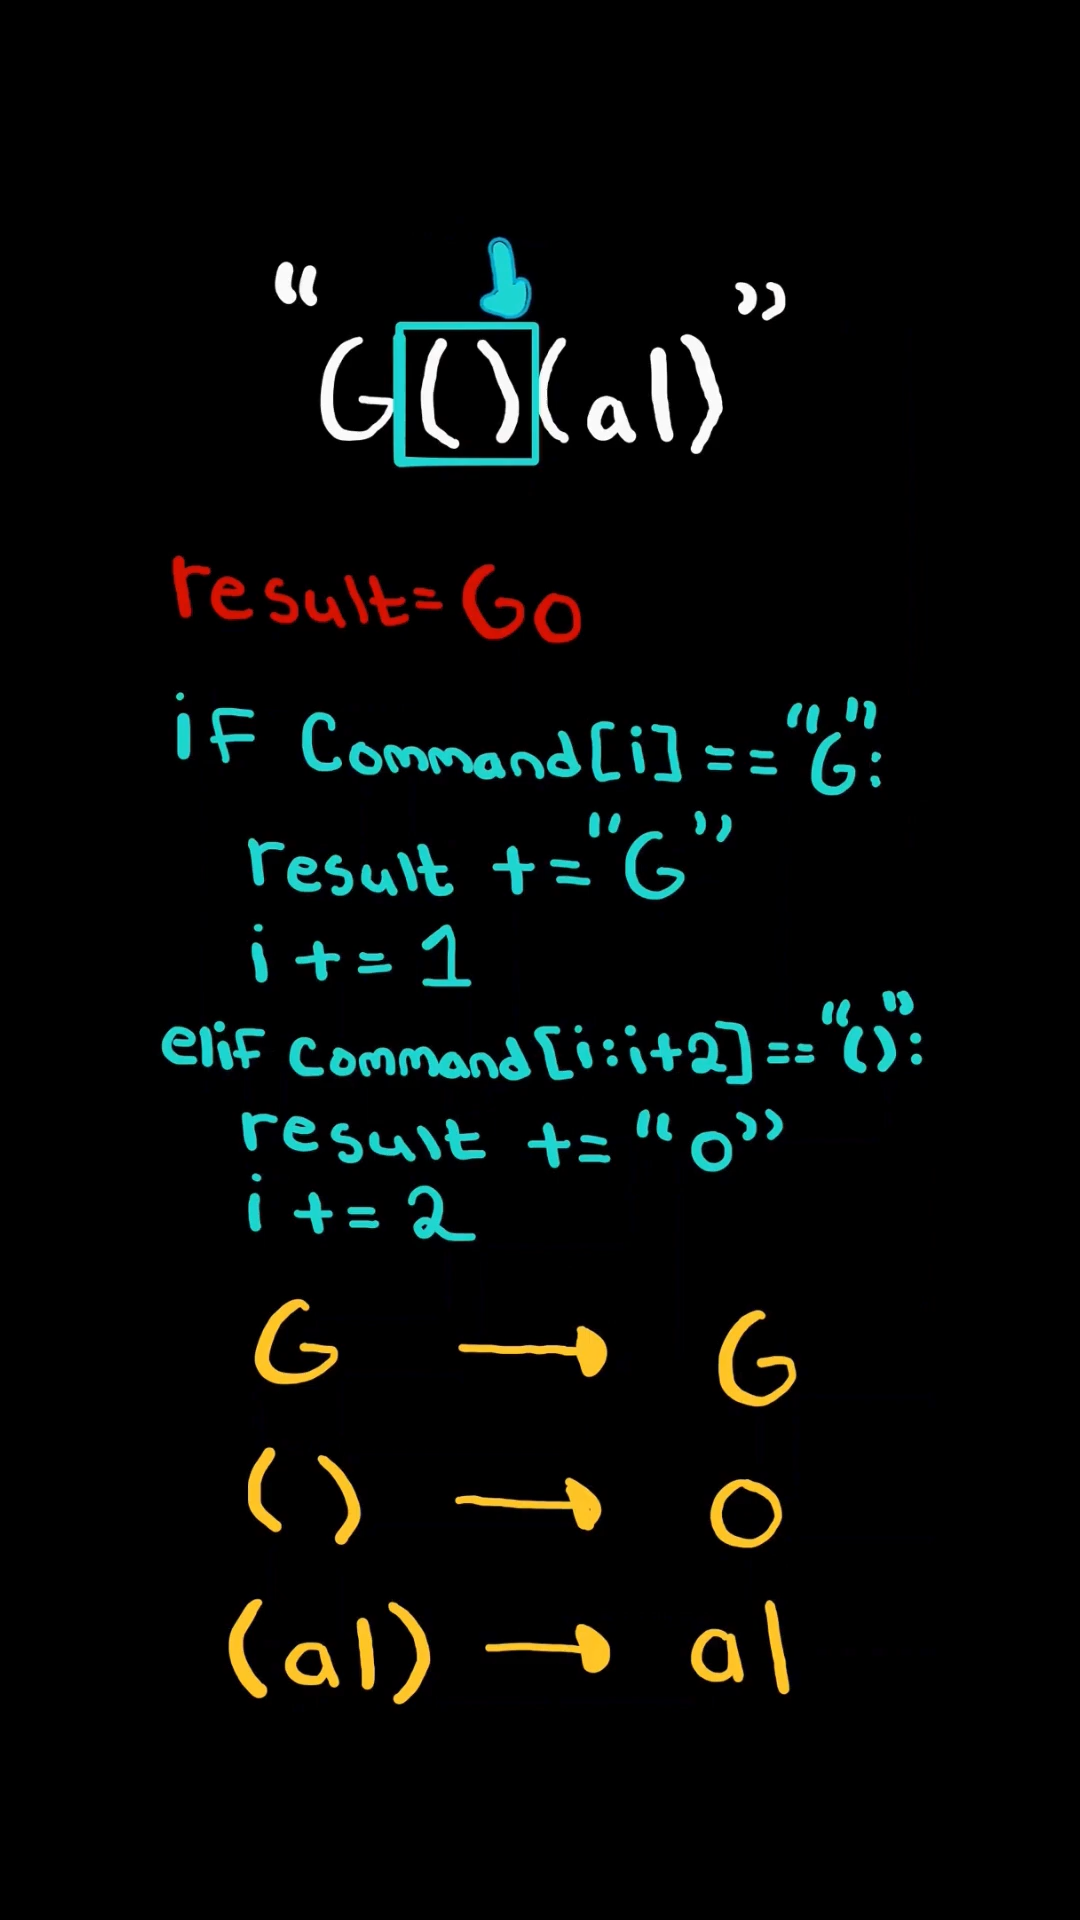 “G()(al)”
result=Go
if Command[i] == "G":
result += "G"
i += 1
elif Command[i:i+2] == "()":
result += "o"
i += 2
G → G
() → o
(al) → al